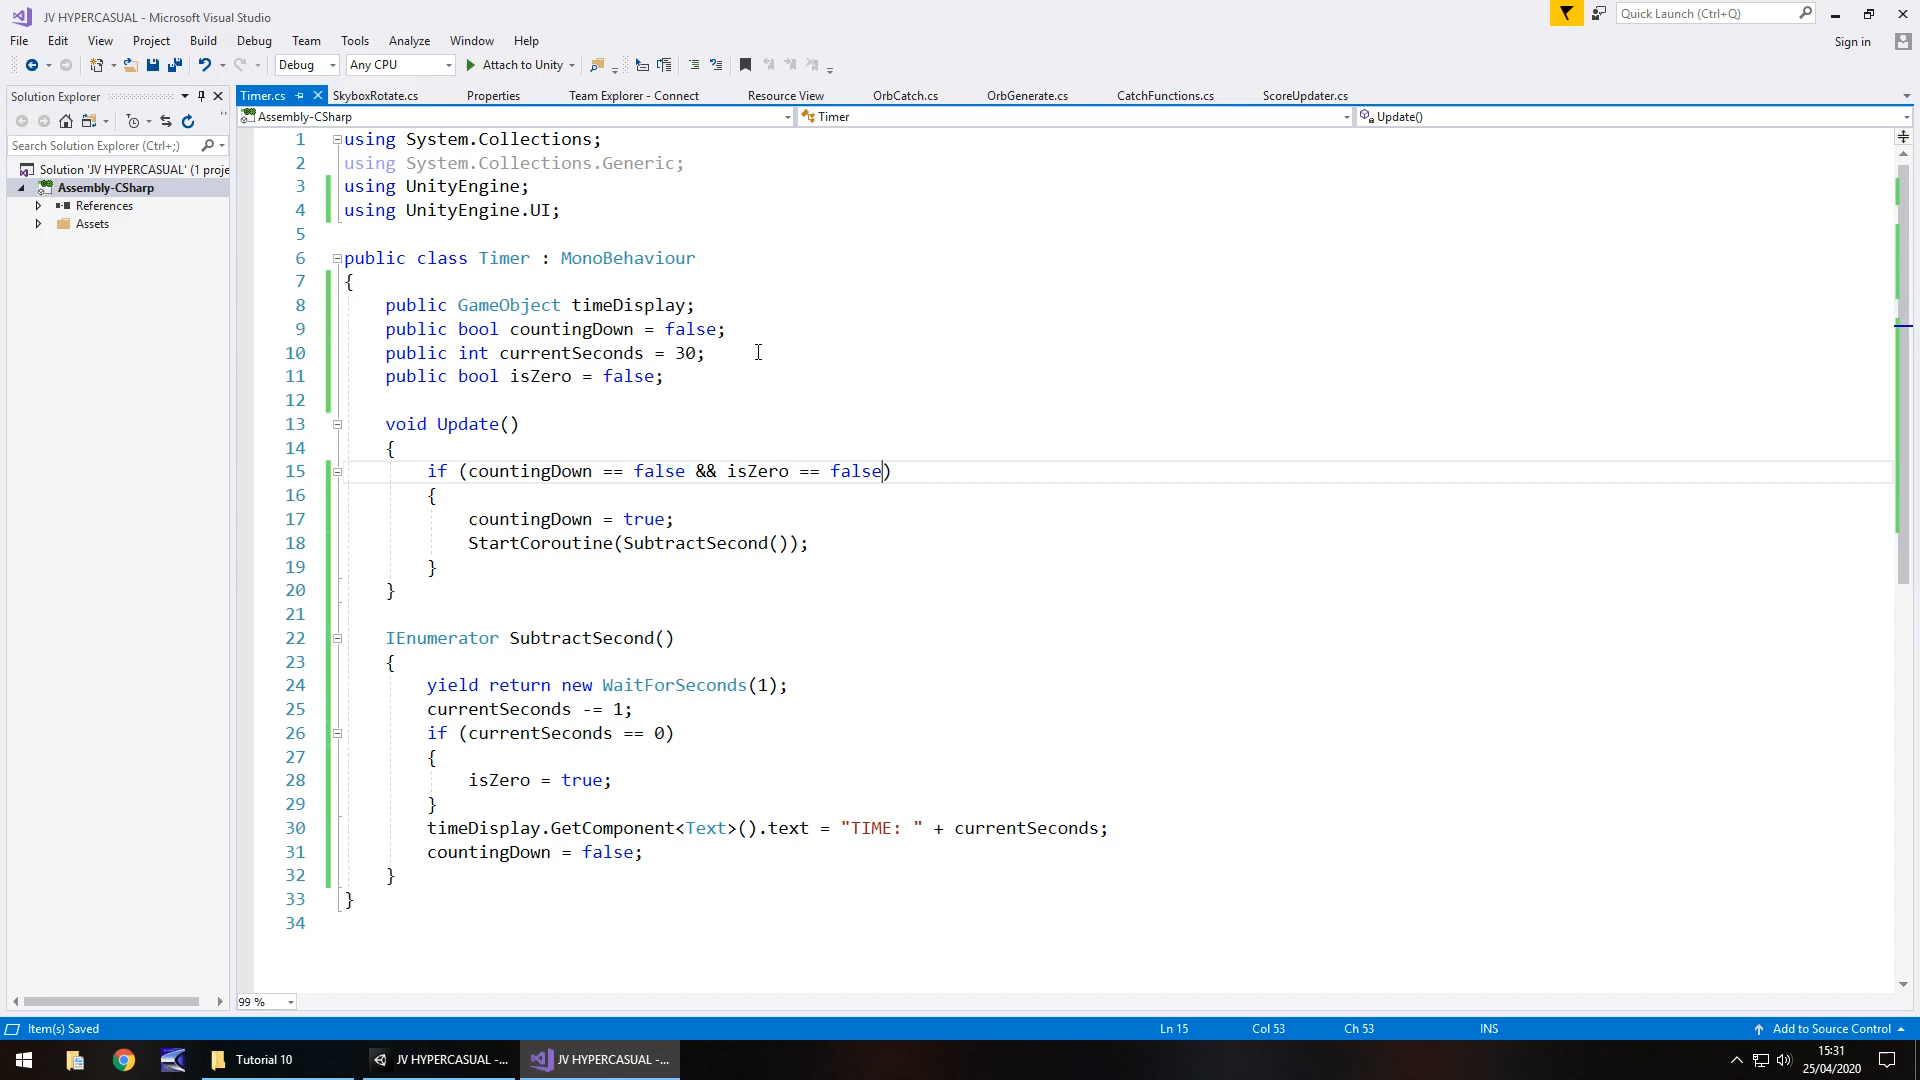 JV HYPERCASUAL - Microsoft Visual Studio
Quick Launch (Ctrl+Q)
File Edit View Project Build Debug Team Tools Analyze Window Help
Sign in
Debug Any CPU Attach to Unity
Solution Explorer
Timer.cs SkyboxRotate.cs Properties Team Explorer - Connect Resource View OrbCatch.cs OrbGenerate.cs CatchFunctions.cs ScoreUpdater.cs
Assembly-CSharp Timer Update()
Search Solution Explorer (Ctrl+;)
Solution 'JV HYPERCASUAL' (1 proje
Assembly-CSharp
References
Assets
1 using System.Collections;
2 using System.Collections.Generic;
3 using UnityEngine;
4 using UnityEngine.UI;
5
6 public class Timer : MonoBehaviour
7 {
8 public GameObject timeDisplay;
9 public bool countingDown = false;
10 public int currentSeconds = 30;
11 public bool isZero = false;
12
13 void Update()
14 {
15 if (countingDown == false && isZero == false)
16 {
17 countingDown = true;
18 StartCoroutine(SubtractSecond());
19 }
20 }
21
22 IEnumerator SubtractSecond()
23 {
24 yield return new WaitForSeconds(1);
25 currentSeconds -= 1;
26 if (currentSeconds == 0)
27 {
28 isZero = true;
29 }
30 timeDisplay.GetComponent<Text>().text = "TIME: " + currentSeconds;
31 countingDown = false;
32 }
33 }
34
99 %
Item(s) Saved Ln 15 Col 53 Ch 53 INS Add to Source Control
Tutorial 10 JV HYPERCASUAL -... JV HYPERCASUAL -...
15:31
25/04/2020